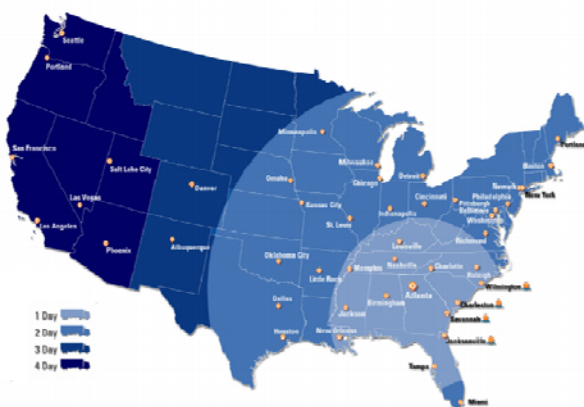 Seattle
Portland
San Francisco
Salt Lake City
Las Vegas
Los Angeles
Phoenix
Denver
Albuquerque
Minneapolis
Milwaukee
Chicago
Detroit
Omaha
Kansas City
St. Louis
Indianapolis
Cincinnati
Pittsburgh
Philadelphia
Baltimore
Washington
Newark
New York
Boston
Portland
Richmond
Louisville
Nashville
Memphis
Charlotte
Raleigh
Wilmington
Oklahoma City
Little Rock
Atlanta
Birmingham
Charleston
Savannah
Dallas
Jackson
Jacksonville
Houston
New Orleans
Tampa
Miami
1 Day
2 Day
3 Day
4 Day